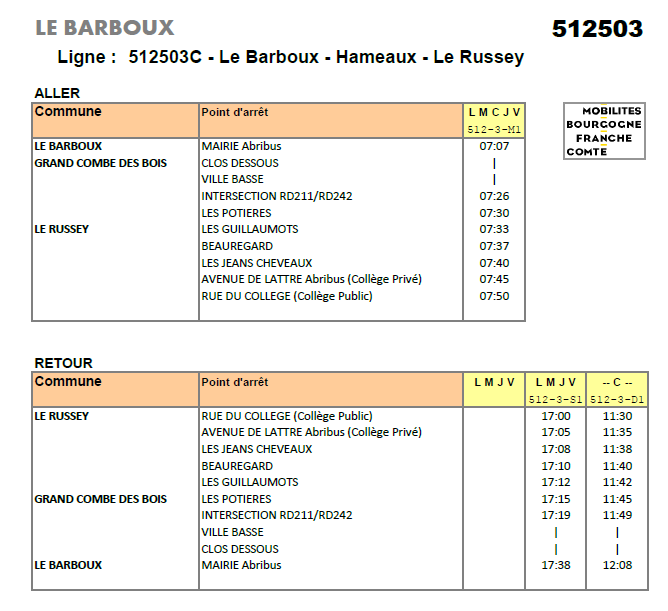 LE BARBOUX 512503
Ligne : 512503C - Le Barboux - Hameaux - Le Russey
ALLER
Commune Point d'arrêt L M C J V
512-3-M1
MOBILITES
BOURGOGNE
FRANCHE
COMTE
LE BARBOUX MAIRIE Abribus 07:07
GRAND COMBE DES BOIS CLOS DESSOUS |
VILLE BASSE |
INTERSECTION RD211/RD242 07:26
LES POTIERES 07:30
LE RUSSEY LES GUILLAUMOTS 07:33
BEAUREGARD 07:37
LES JEANS CHEVEAUX 07:40
AVENUE DE LATTRE Abribus (Collège Privé) 07:45
RUE DU COLLEGE (Collège Public) 07:50
RETOUR
Commune Point d'arrêt L M J V L M J V -- C --
512-3-S1 512-3-D1
LE RUSSEY RUE DU COLLEGE (Collège Public) 17:00 11:30
AVENUE DE LATTRE Abribus (Collège Privé) 17:05 11:35
LES JEANS CHEVEAUX 17:08 11:38
BEAUREGARD 17:10 11:40
LES GUILLAUMOTS 17:12 11:42
GRAND COMBE DES BOIS LES POTIERES 17:15 11:45
INTERSECTION RD211/RD242 17:19 11:49
VILLE BASSE | |
CLOS DESSOUS | |
LE BARBOUX MAIRIE Abribus 17:38 12:08